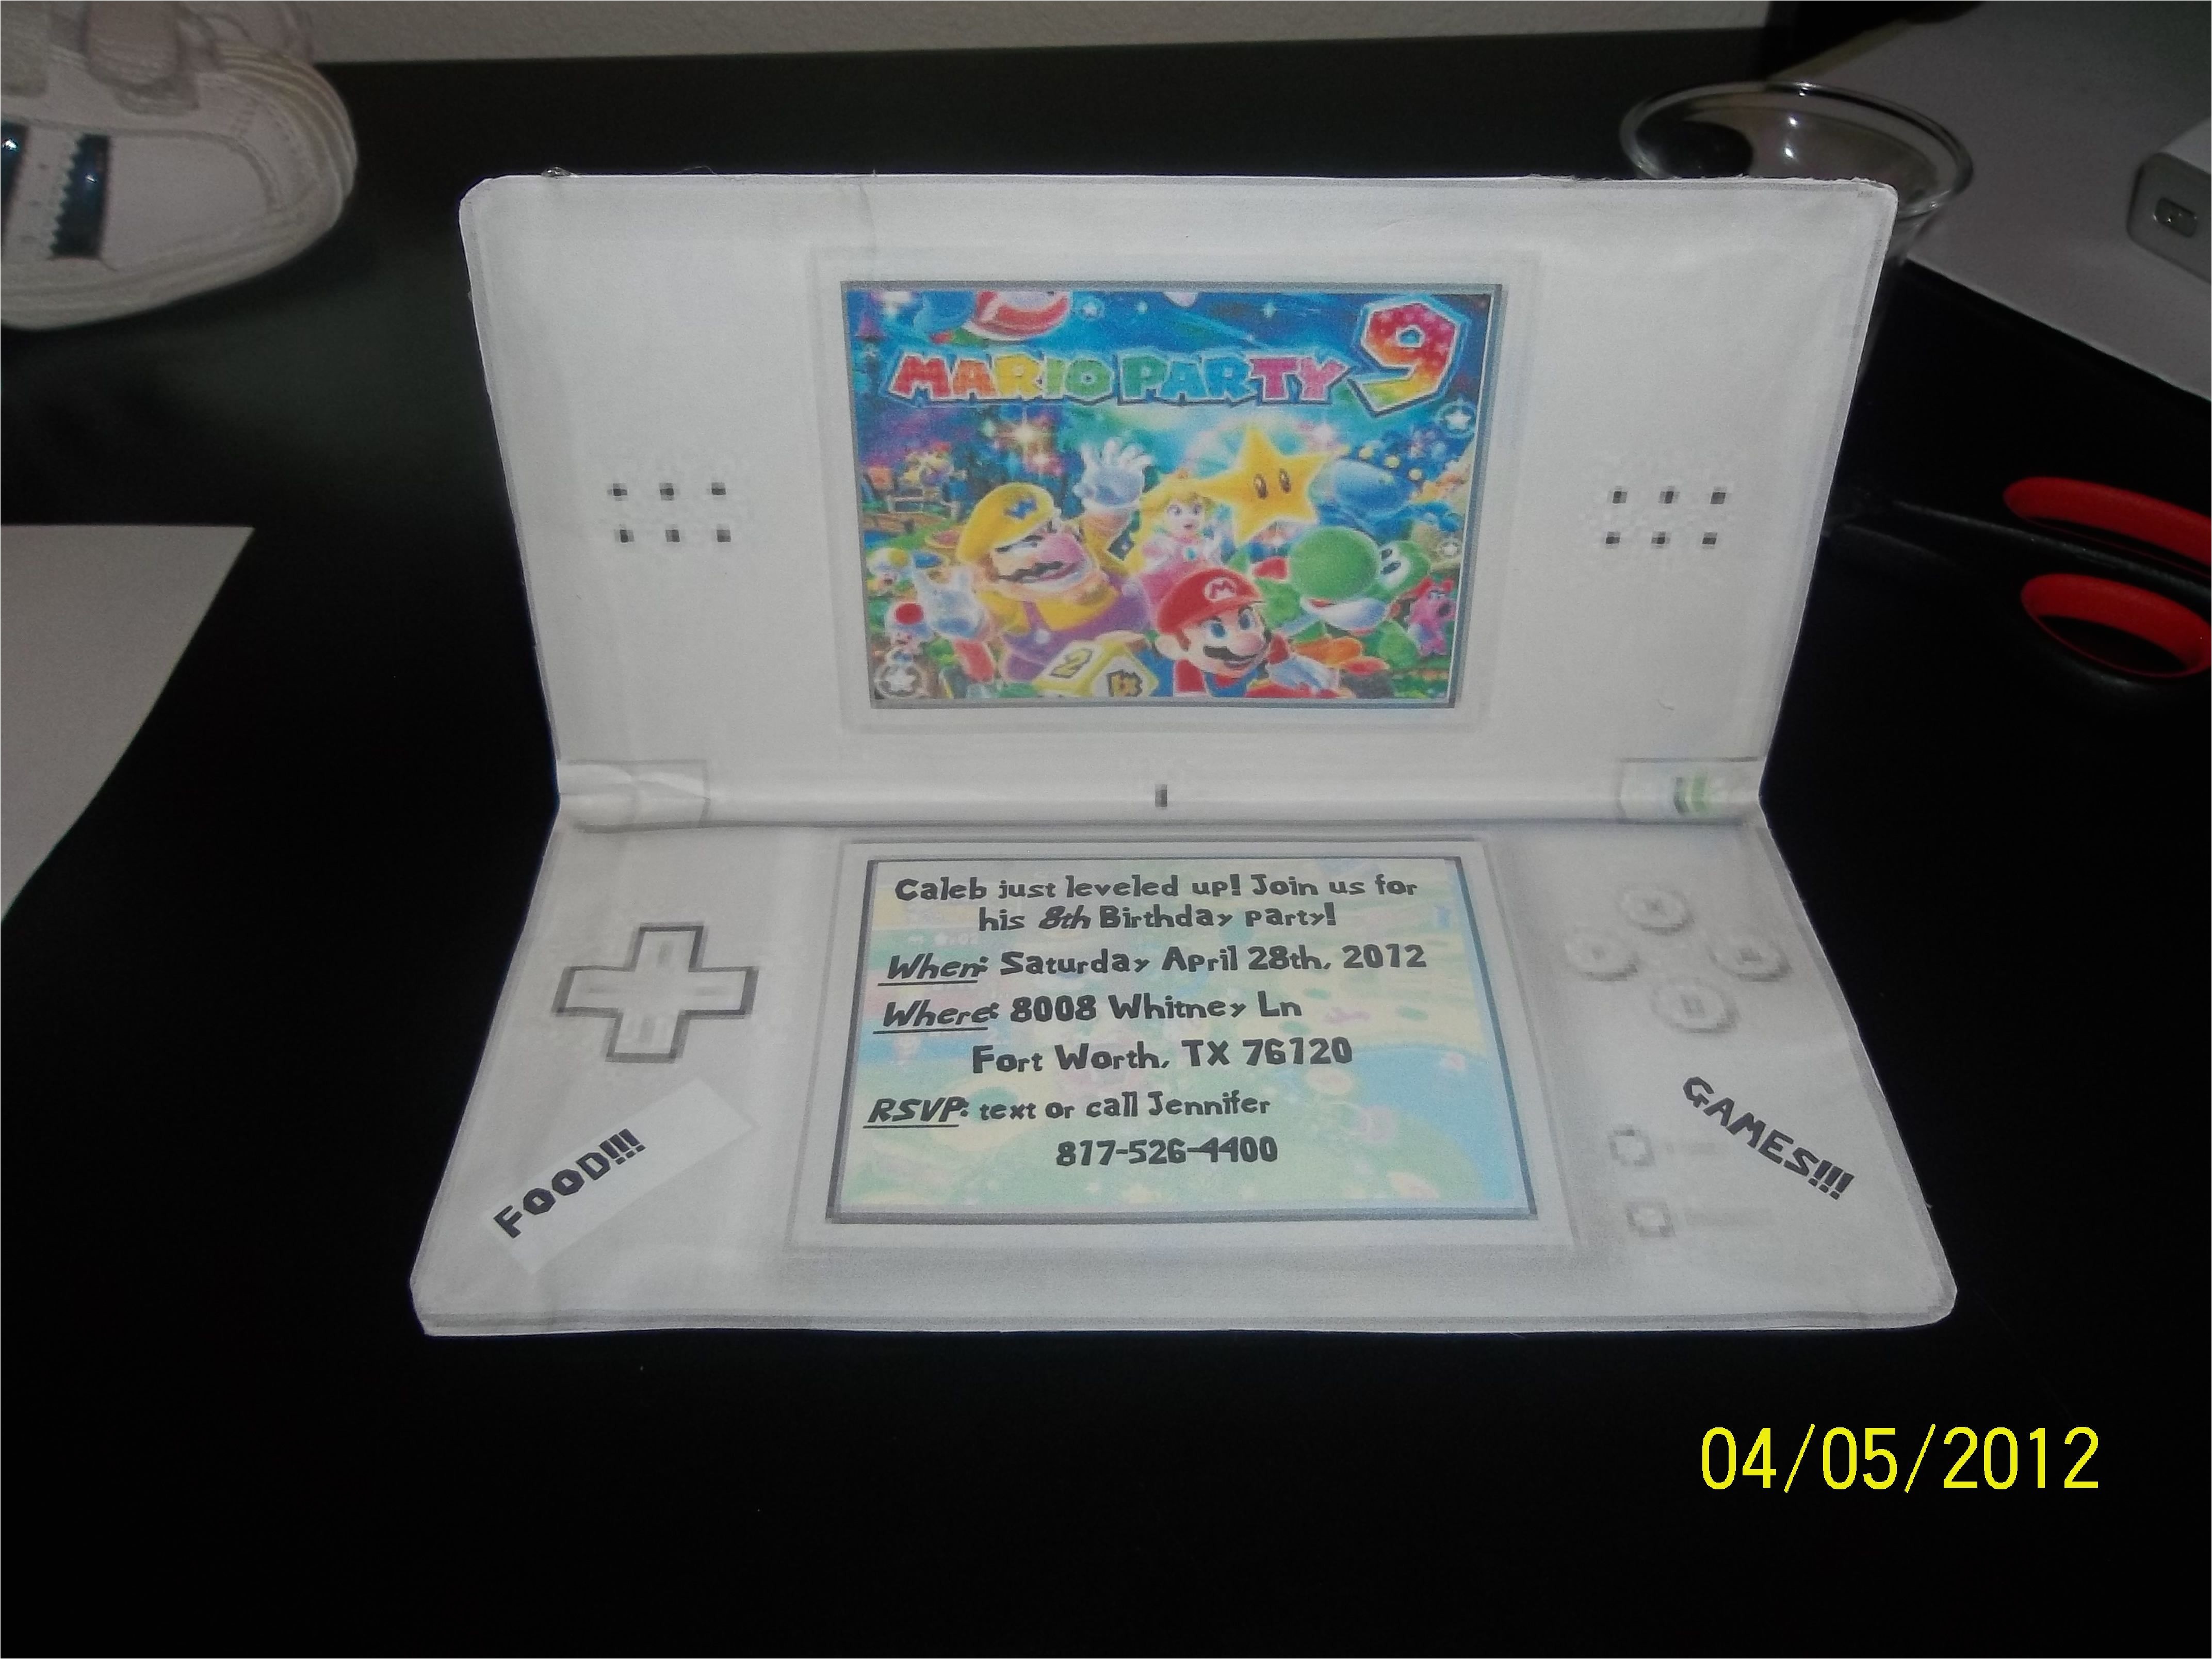 MARIO PARTY 9
M
2
Caleb just leveled up! Join us for
his 8th Birthday party!
When: Saturday April 28th, 2012
Where: 8008 Whitney Ln
Fort Worth, TX 76120
RSVP: text or call Jennifer
817-526-4400
FOOD!!!
GAMES!!!
04/05/2012